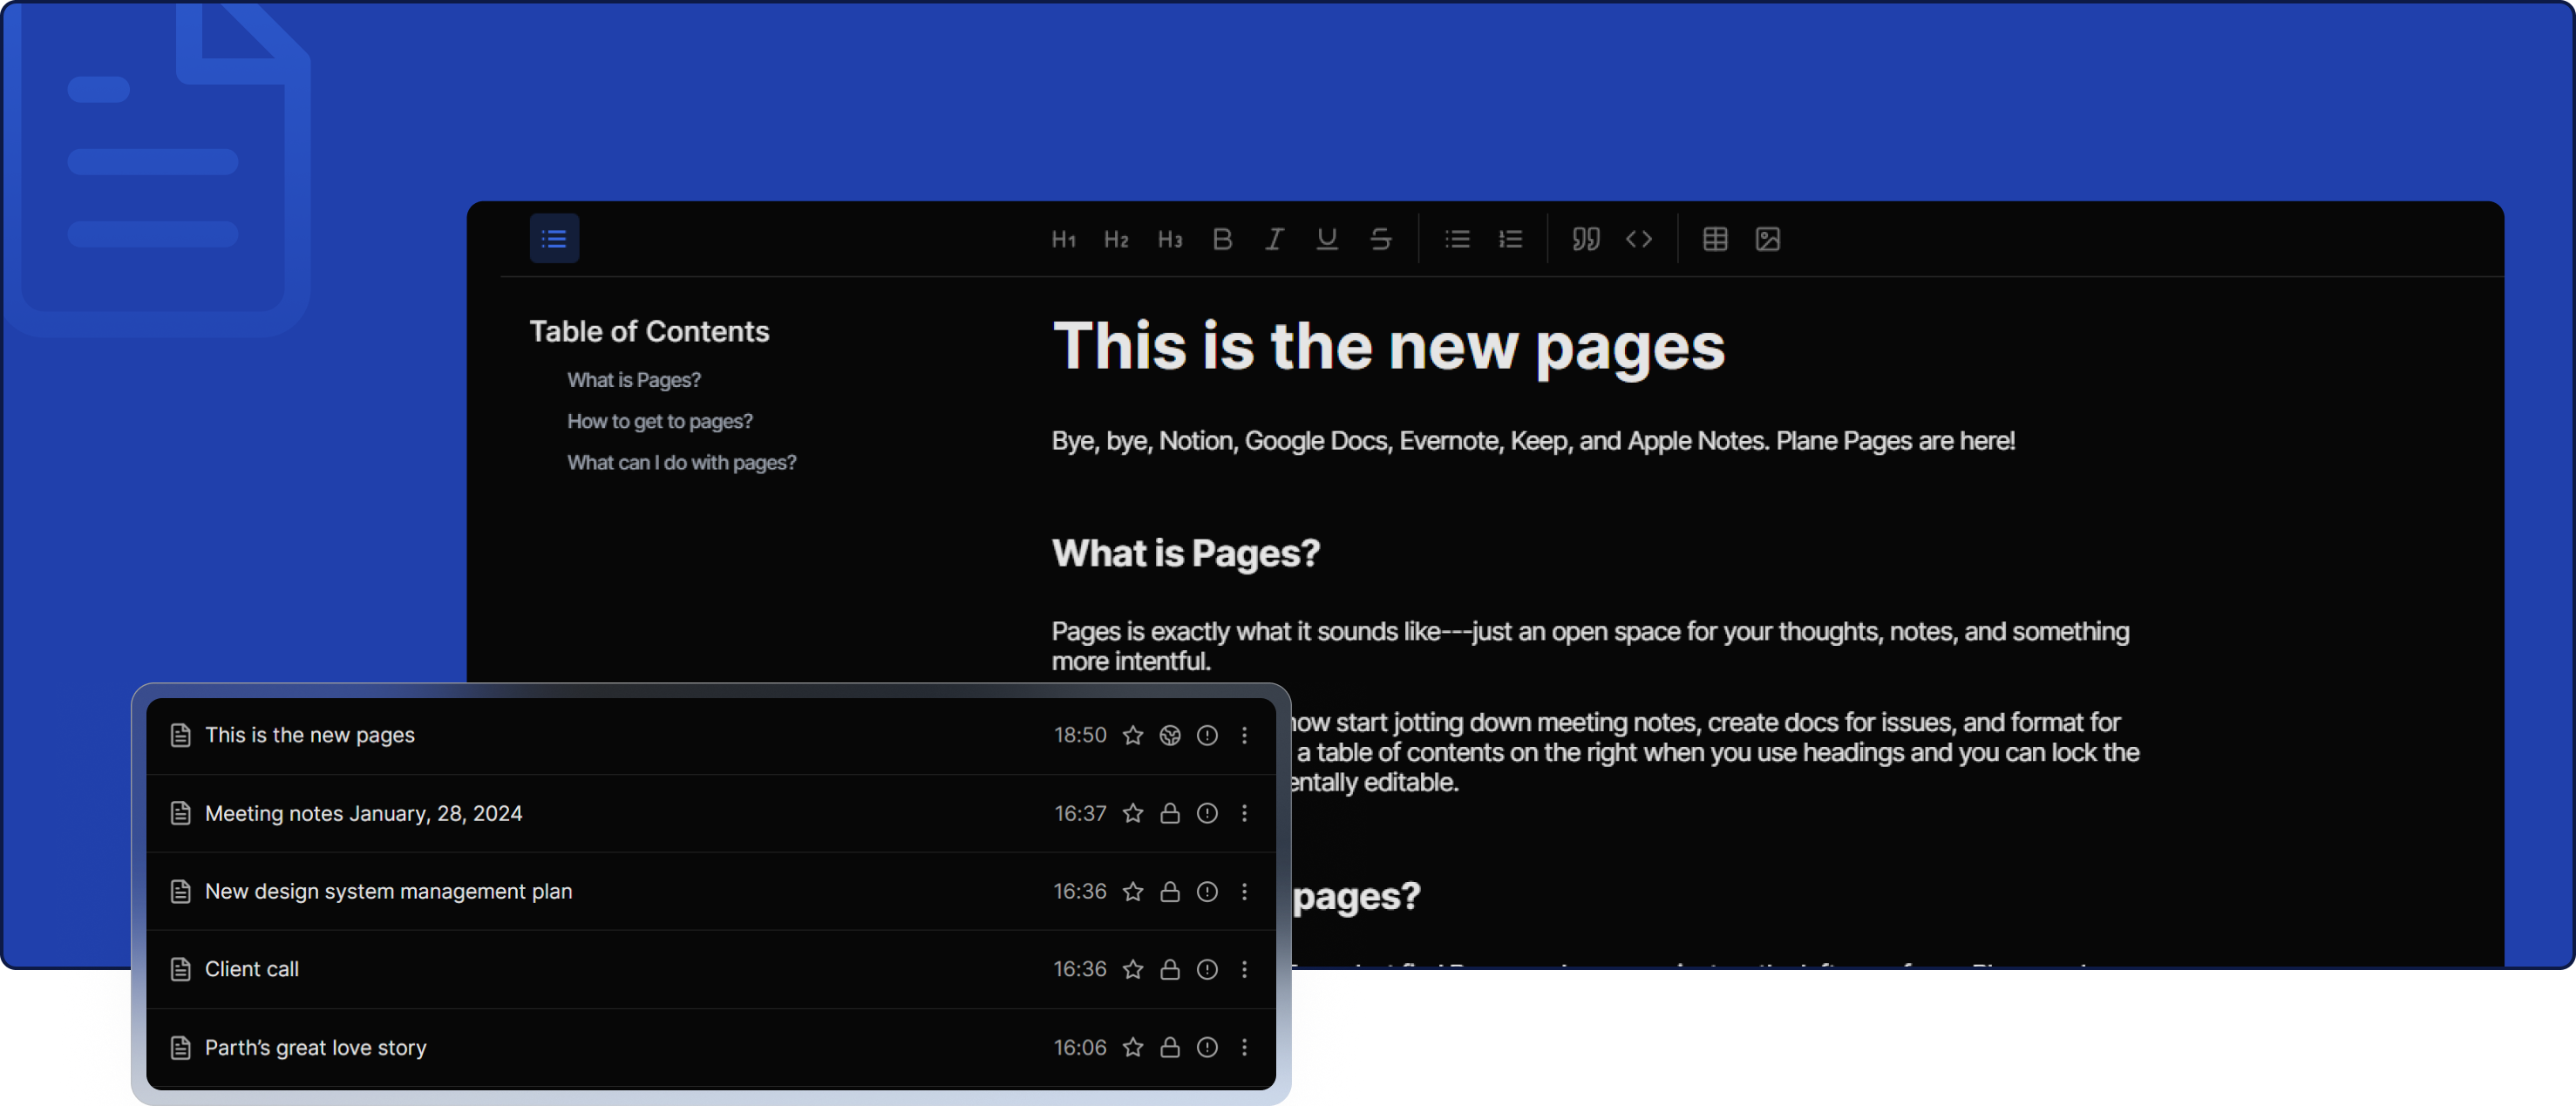 H1 H2 H3 B I U S
Table of Contents
What is Pages?
How to get to pages?
What can I do with pages?
This is the new pages
Bye, bye, Notion, Google Docs, Evernote, Keep, and Apple Notes. Plane Pages are here!
What is Pages?
Pages is exactly what it sounds like---just an open space for your thoughts, notes, and something
more intentful.
now start jotting down meeting notes, create docs for issues, and format for
a table of contents on the right when you use headings and you can lock the
editable.
pages?
This is the new pages 18:50
Meeting notes January, 28, 2024 16:37
New design system management plan 16:36
Client call 16:36
Parth’s great love story 16:06